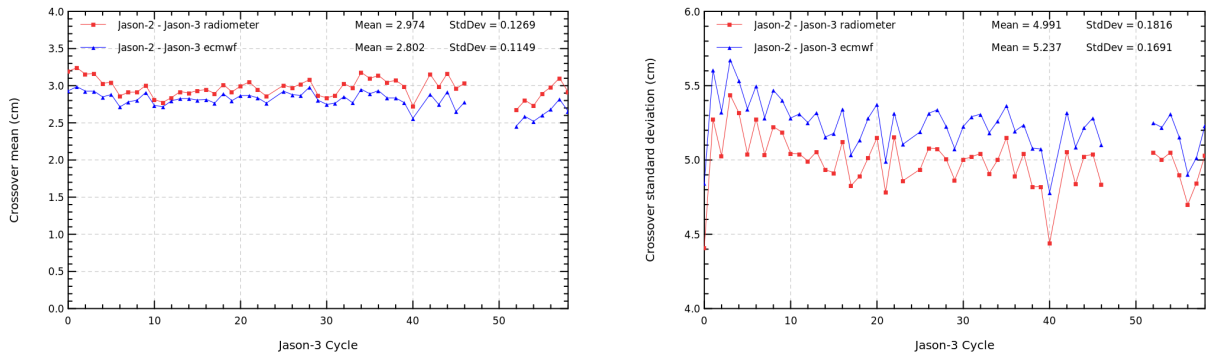 Jason-2 - Jason-3 radiometer Mean = 2.974 StdDev = 0.1269
Jason-2 - Jason-3 ecmwf Mean = 2.802 StdDev = 0.1149
4.0
3.5
3.0
2.5
2.0
1.5
1.0
0.5
0.0
Crossover mean (cm)
0 10 20 30 40 50
Jason-3 Cycle
Jason-2 - Jason-3 radiometer Mean = 4.991 StdDev = 0.1816
Jason-2 - Jason-3 ecmwf Mean = 5.237 StdDev = 0.1691
6.0
5.5
5.0
4.5
4.0
Crossover standard deviation (cm)
0 10 20 30 40 50
Jason-3 Cycle